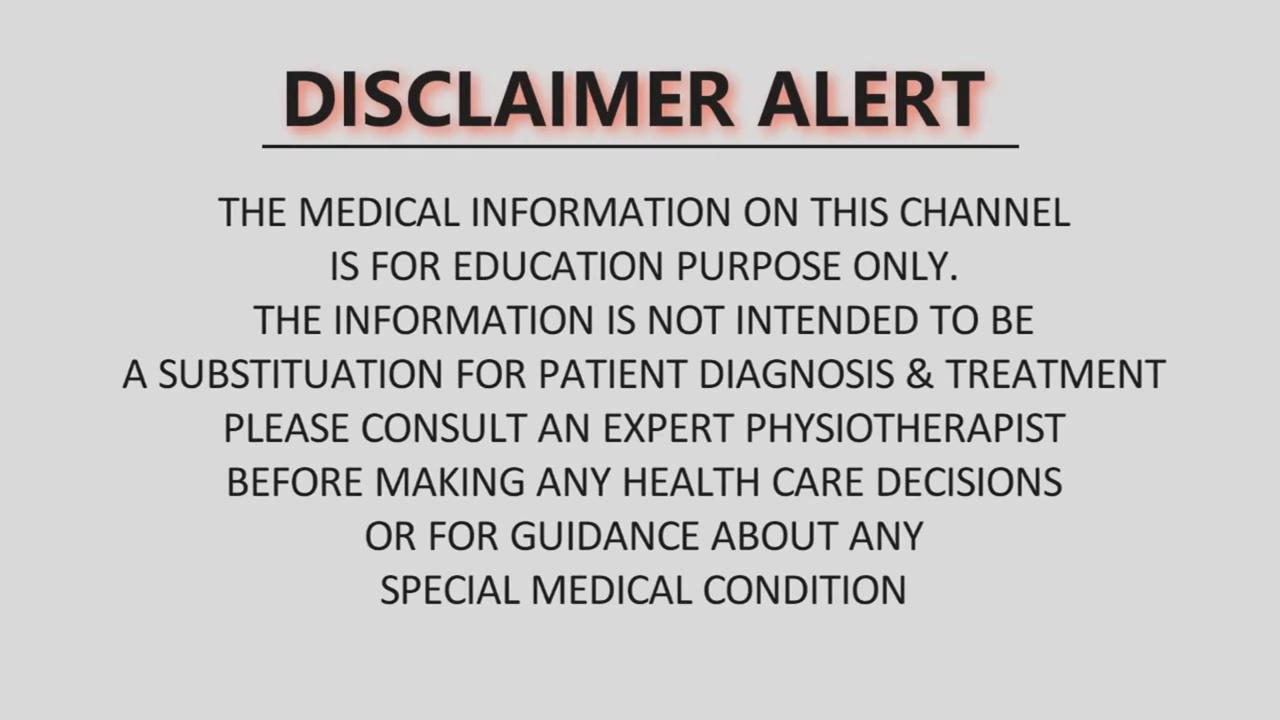 DISCLAIMER ALERT
THE MEDICAL INFORMATION ON THIS CHANNEL
IS FOR EDUCATION PURPOSE ONLY.
THE INFORMATION IS NOT INTENDED TO BE
A SUBSTITUATION FOR PATIENT DIAGNOSIS & TREATMENT
PLEASE CONSULT AN EXPERT PHYSIOTHERAPIST
BEFORE MAKING ANY HEALTH CARE DECISIONS
OR FOR GUIDANCE ABOUT ANY
SPECIAL MEDICAL CONDITION